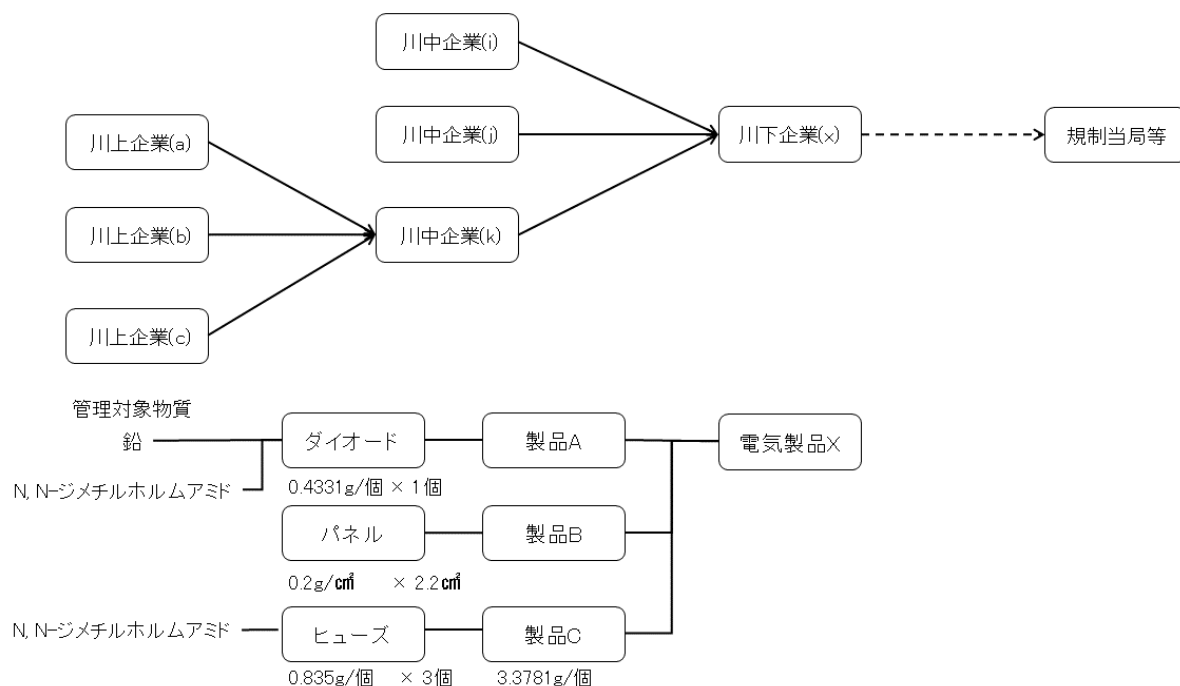 川中企業(i)
川上企業(a)
川中企業(j)
川下企業(x)
規制当局等
川上企業(b)
川中企業(k)
川上企業(c)
管理対象物質
鉛
ダイオード
製品A
電気製品X
N, N-ジメチルホルムアミド
0.4331g/個 × 1個
パネル
製品B
0.2g/㎠ × 2.2㎠
N, N-ジメチルホルムアミド
ヒューズ
製品C
0.835g/個 × 3個
3.3781g/個